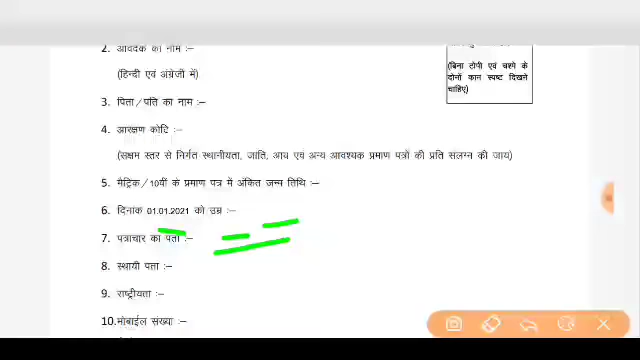 2. आवेदक का नाम :-
(हिन्दी एवं अंग्रेजी में)
(बिना टोपी एवं चश्मे के
दोनों कान स्पष्ट दिखने
चाहिए)
3. पिता/पति का नाम :-
4. आरक्षण कोटि :-
(सक्षम स्तर से निर्गत स्थानीयता, जाति, आय एवं अन्य आवश्यक प्रमाण पत्रों की प्रति संलग्न की जाय)
5. मैट्रिक/10वीं के प्रमाण पत्र में अंकित जन्म तिथि :-
6. दिनांक 01.01.2021 को उम्र :-
7. पत्राचार का पता :-
8. स्थायी पता :-
9. राष्ट्रीयता :-
10. मोबाईल संख्या :-